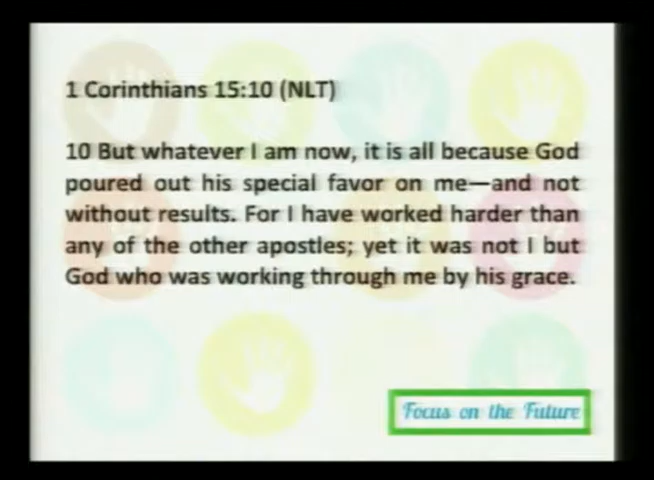 1 Corinthians 15:10 (NLT)
10 But whatever I am now, it is all because God
poured out his special favor on me—and not
without results. For I have worked harder than
any of the other apostles; yet it was not I but
God who was working through me by his grace.
Focus on the Future